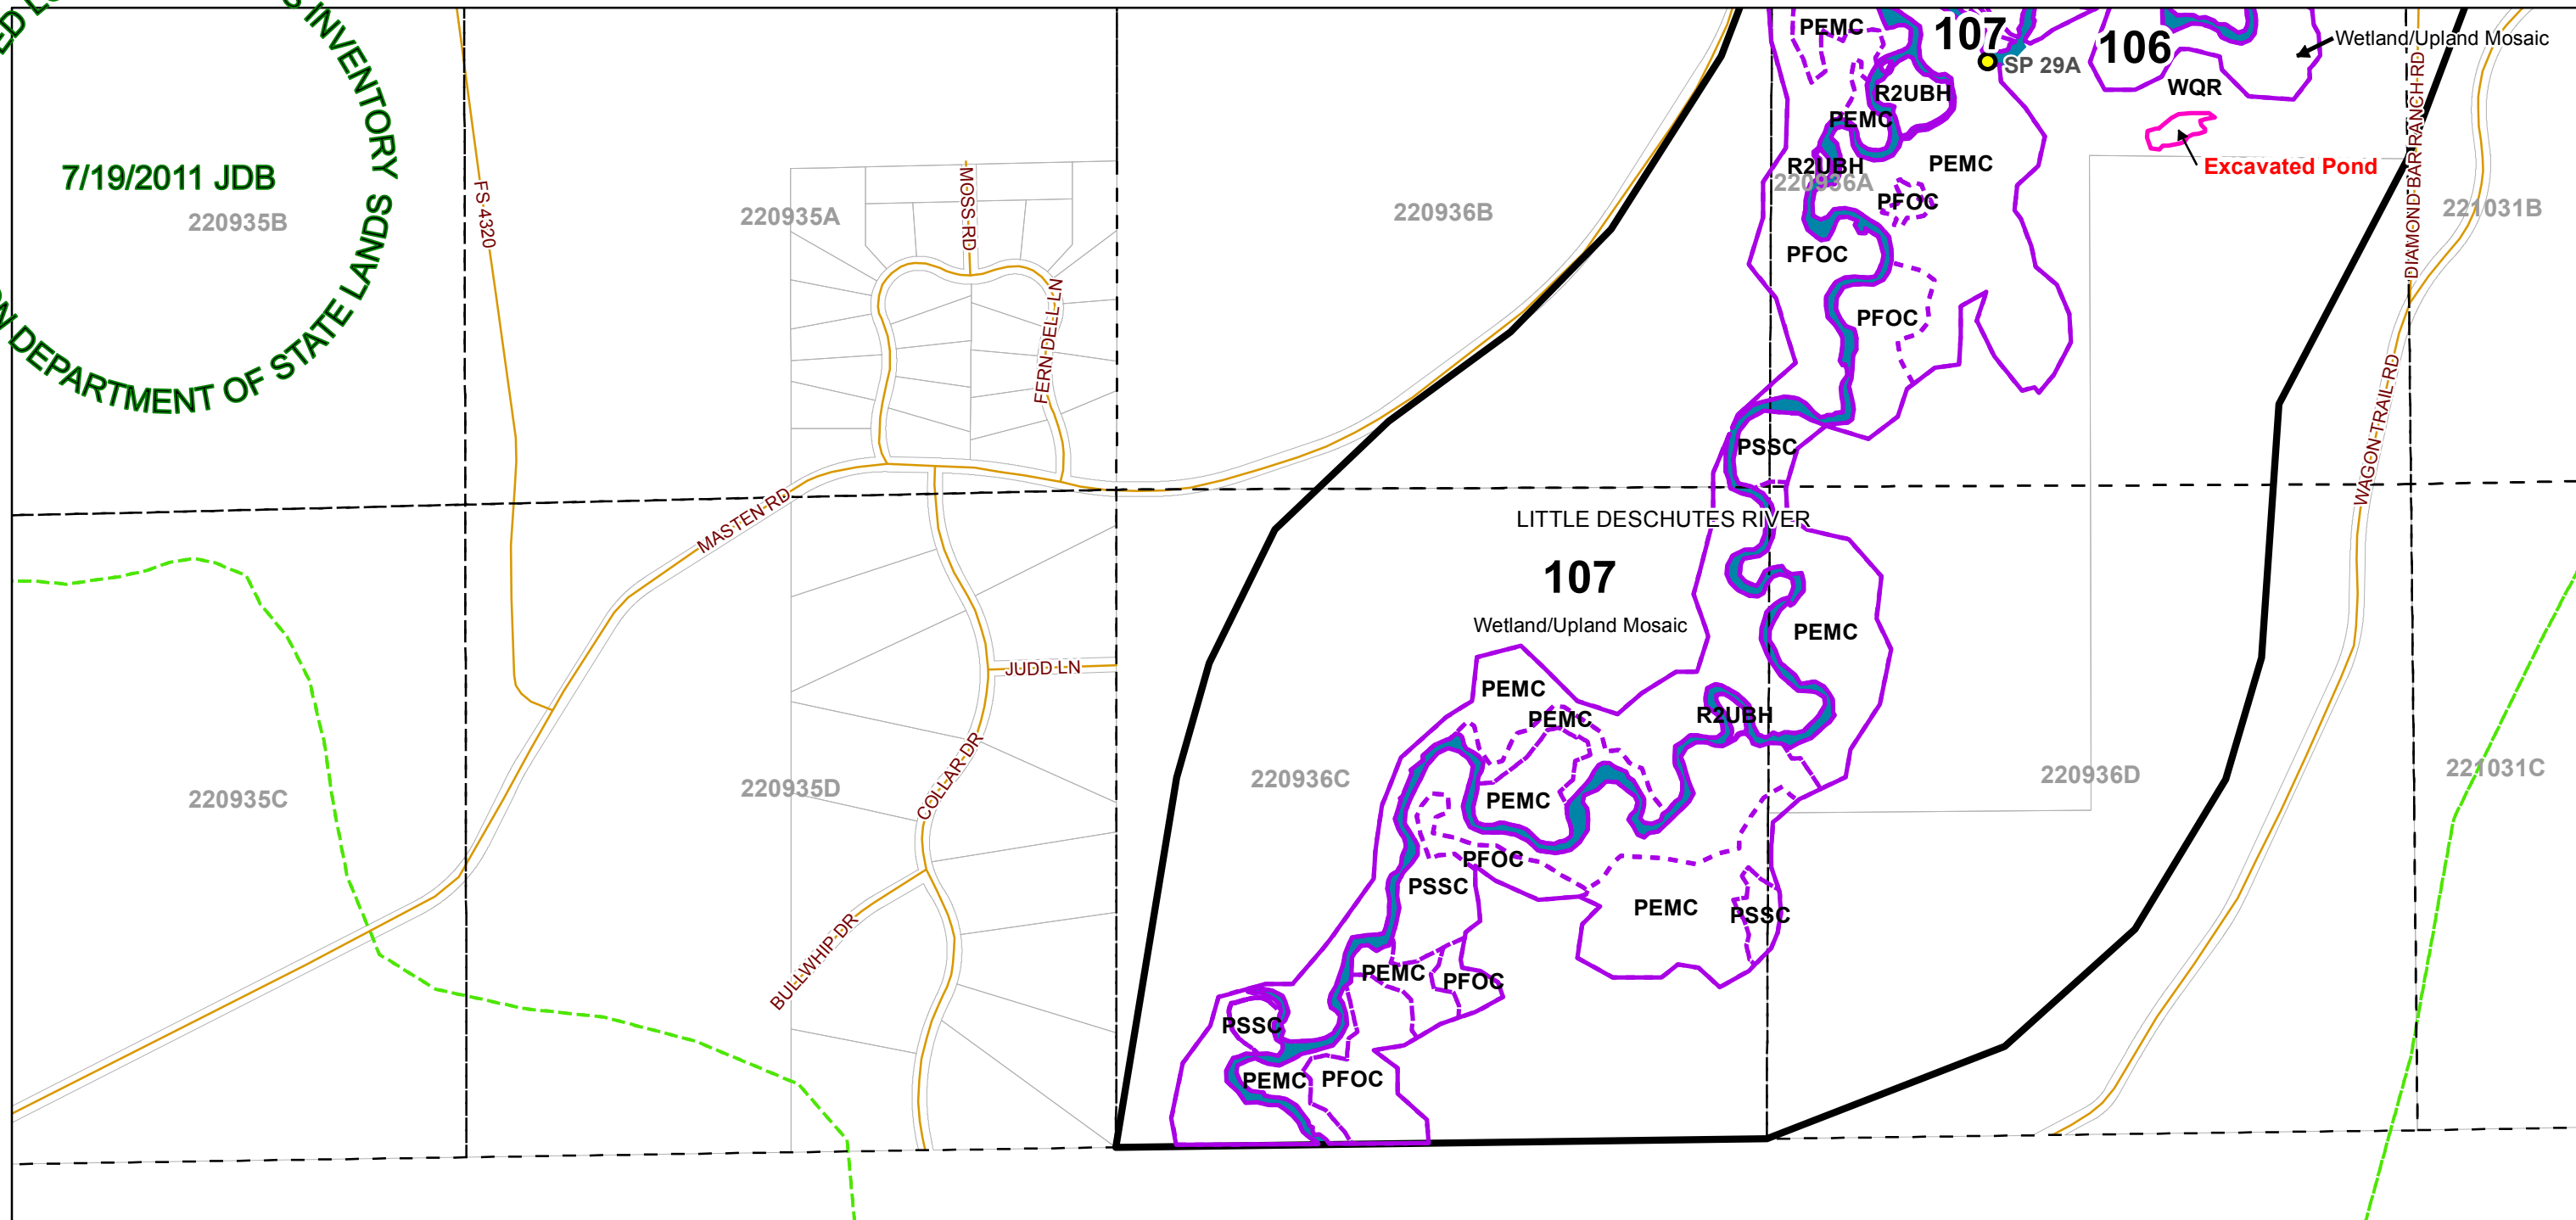 INVENTORY
DEPARTMENT OF STATE LANDS
7/19/2011 JDB
220935B
FS 4320
220935A
MOSS RD
FERN DELL LN
220936B
PEMC
107
SP 29A
106
Wetland/Upland Mosaic
WQR
R2UBH
PEMC
R2UBH
220936A
PEMC
PFOC
Excavated Pond
DIAMOND BAR RANCH RD
221031B
PFOC
PFOC
WAGON TRAIL RD
PSSC
MASTEN RD
LITTLE DESCHUTES RIVER
107
Wetland/Upland Mosaic
PEMC
JUDD LN
PEMC
PEMC
R2UBH
COLLAR DR
220935C
220935D
220936C
PEMC
220936D
221031C
PFOC
PSSC
PEMC
PSSC
BULLWHIP DR
PEMC
PFOC
PSSC
PEMC
PFOC